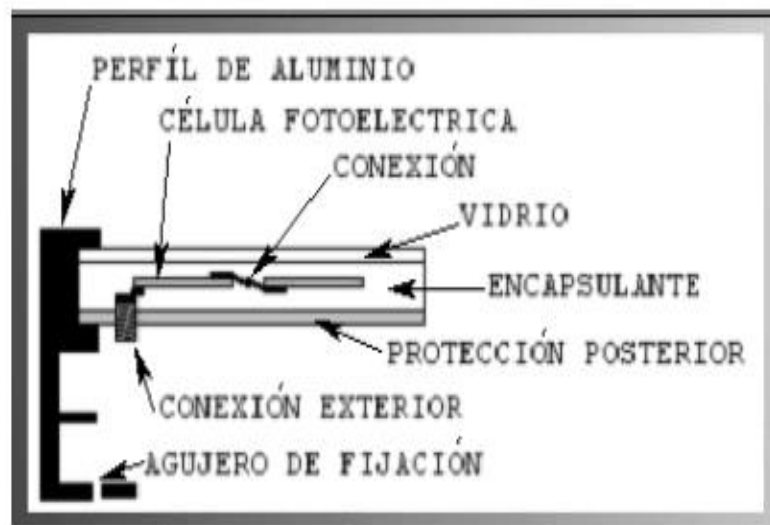 PERFÍL DE ALUMINIO
CÉLULA FOTOELECTRICA
CONEXIÓN
VIDRIO
ENCAPSULANTE
PROTECCIÓN POSTERIOR
CONEXIÓN EXTERIOR
AGUJERO DE FIJACIÓN